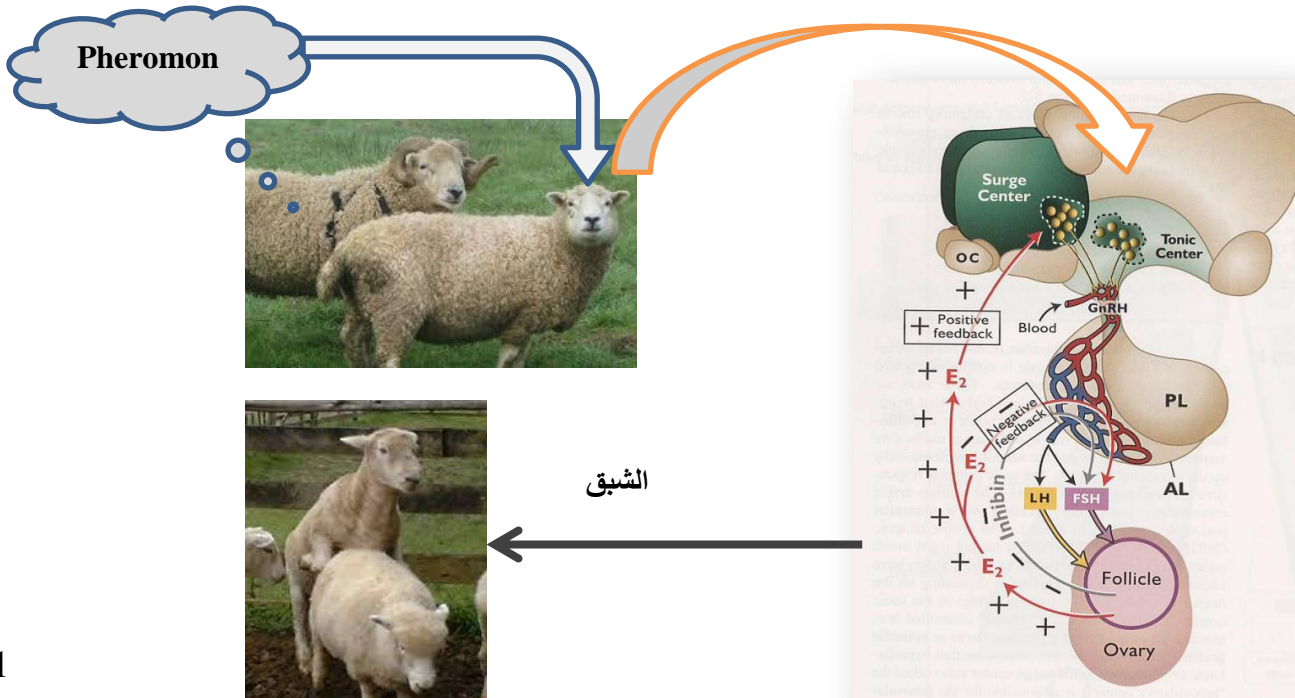 Pheromon
Surge
Center
Tonic
Center
OC
+
GnRH
+ Positive
feedback
Blood
+
E₂
+
PL
−
Negative
feedback
+
−
E₂
AL
LH
FSH
Inhibin
−
+
−
+
E₂
−
Follicle
−
+
+
Ovary
الشبق
1